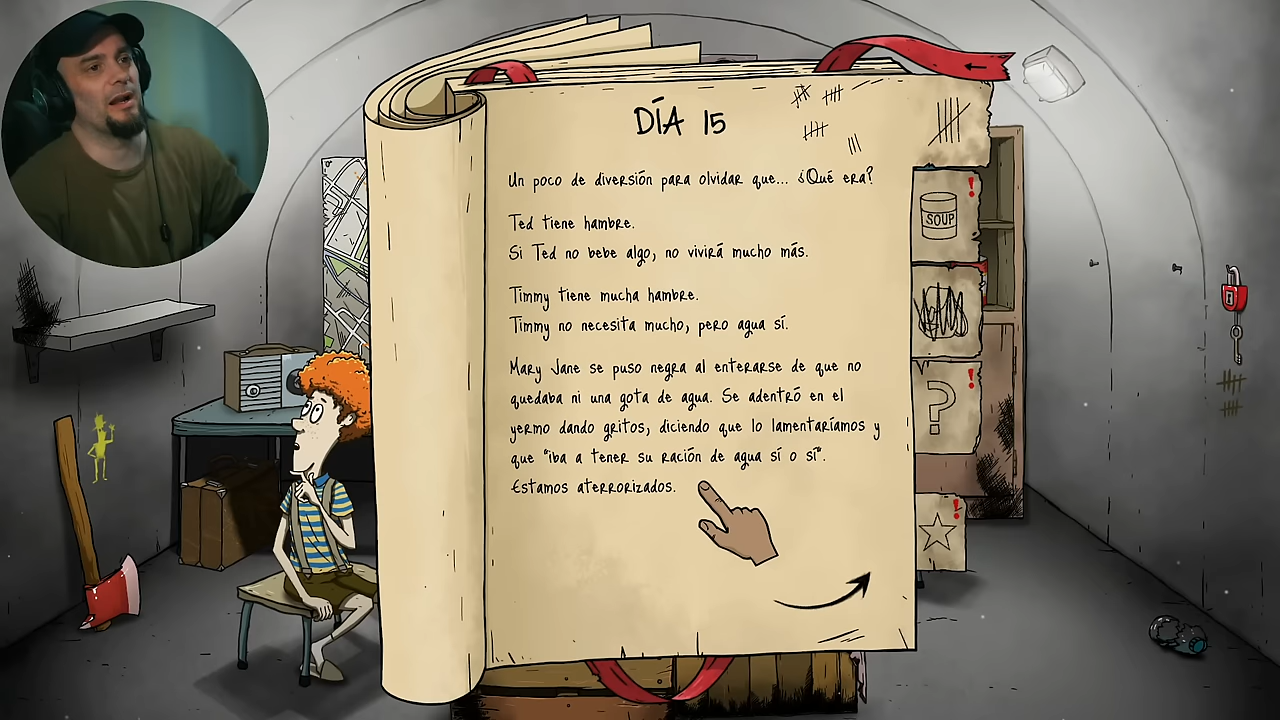 DÍA 15
Un poco de diversión para olvidar que... ¿Qué era?
Ted tiene hambre.
Si Ted no bebe algo, no vivirá mucho más.
Timmy tiene mucha hambre.
Timmy no necesita mucho, pero agua sí.
Mary Jane se puso negra al enterarse de que no
quedaba ni una gota de agua. Se adentró en el
yermo dando gritos, diciendo que lo lamentaríamos y
que "iba a tener su ración de agua sí o sí".
Estamos aterrorizados.
SOUP
!
?
!
!